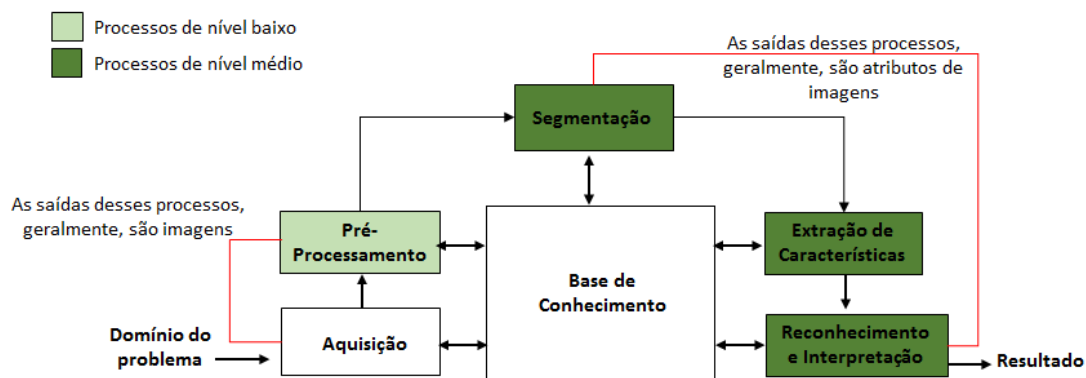 Processos de nível baixo
Processos de nível médio
As saídas desses processos,
geralmente, são atributos de
imagens
Segmentação
As saídas desses processos,
geralmente, são imagens
Pré-
Processamento
Extração de
Características
Base de
Conhecimento
Domínio do
problema
Aquisição
Reconhecimento
e Interpretação
Resultado